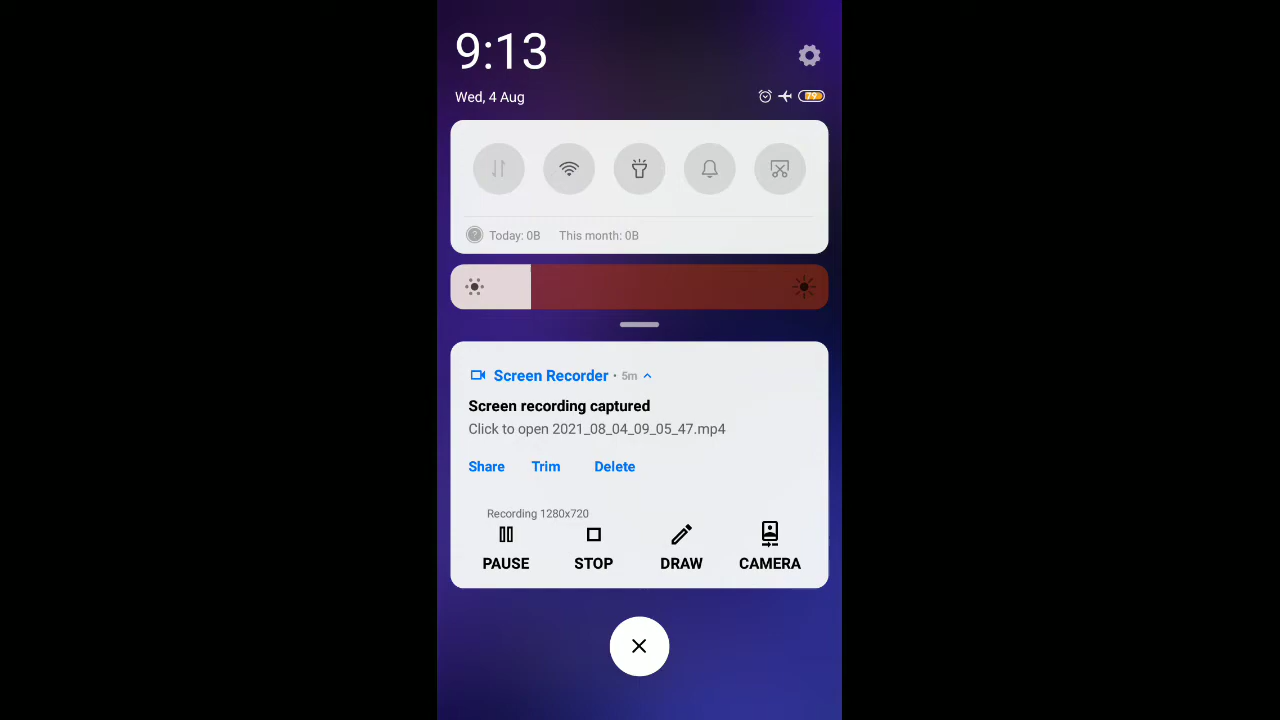 9:13
Wed, 4 Aug
79
Today: 0B This month: 0B
Screen Recorder • 5m
Screen recording captured
Click to open 2021_08_04_09_05_47.mp4
Share Trim Delete
Recording 1280x720
PAUSE STOP DRAW CAMERA